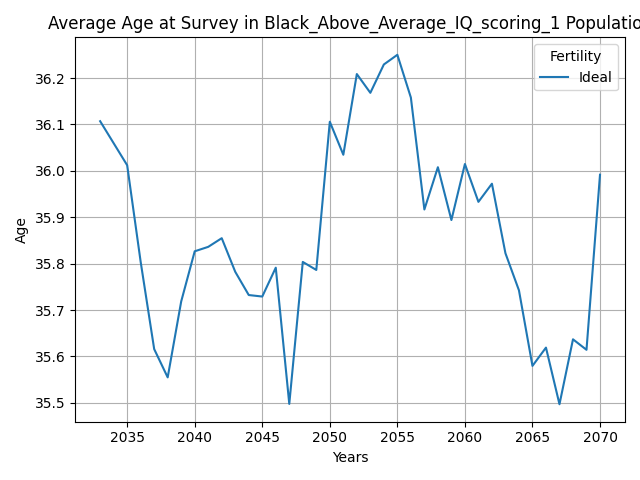 Average Age at Survey in Black_Above_Average_IQ_scoring_1 Populatio
Fertility
Ideal
36.2
36.1
36.0
35.9
35.8
35.7
35.6
35.5
Age
2035 2040 2045 2050 2055 2060 2065 2070
Years